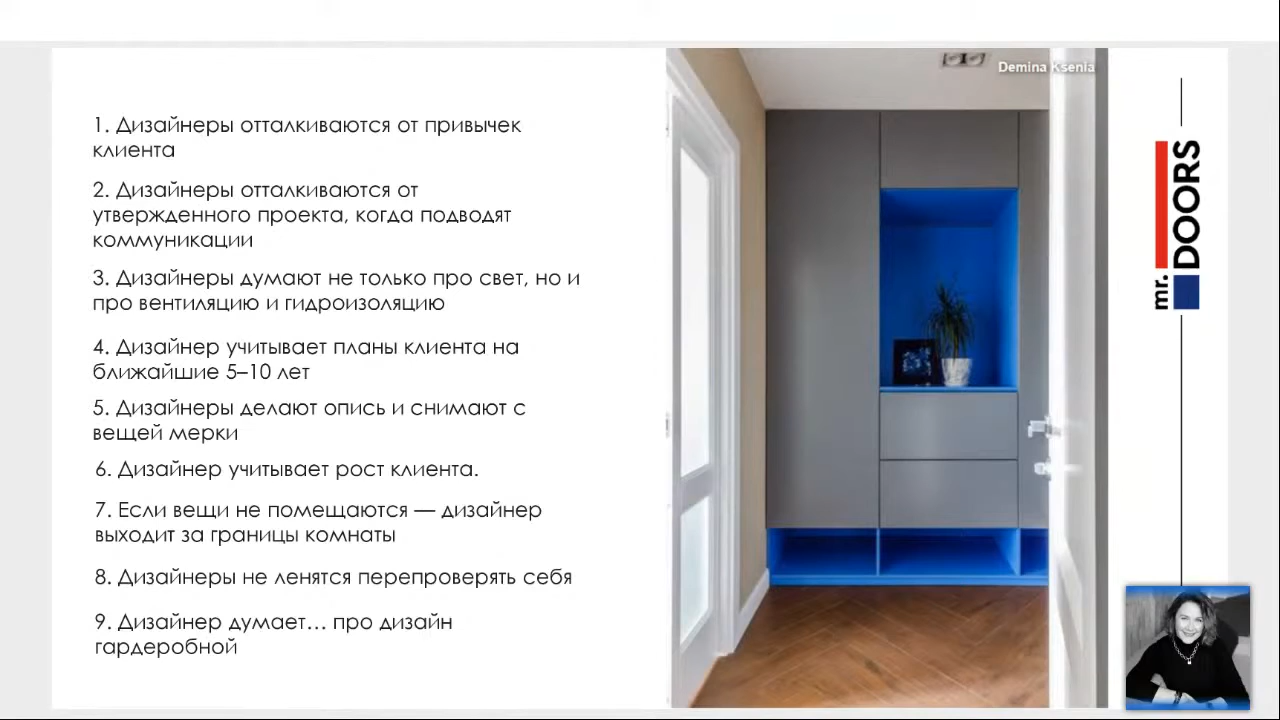 1. Дизайнеры отталкиваются от привычек
клиента
2. Дизайнеры отталкиваются от
утвержденного проекта, когда подводят
коммуникации
3. Дизайнеры думают не только про свет, но и
про вентиляцию и гидроизоляцию
4. Дизайнер учитывает планы клиента на
ближайшие 5–10 лет
5. Дизайнеры делают опись и снимают с
вещей мерки
6. Дизайнер учитывает рост клиента.
7. Если вещи не помещаются — дизайнер
выходит за границы комнаты
8. Дизайнеры не ленятся перепроверять себя
9. Дизайнер думает... про дизайн
гардеробной
Demina Ksenia
mr. DOORS